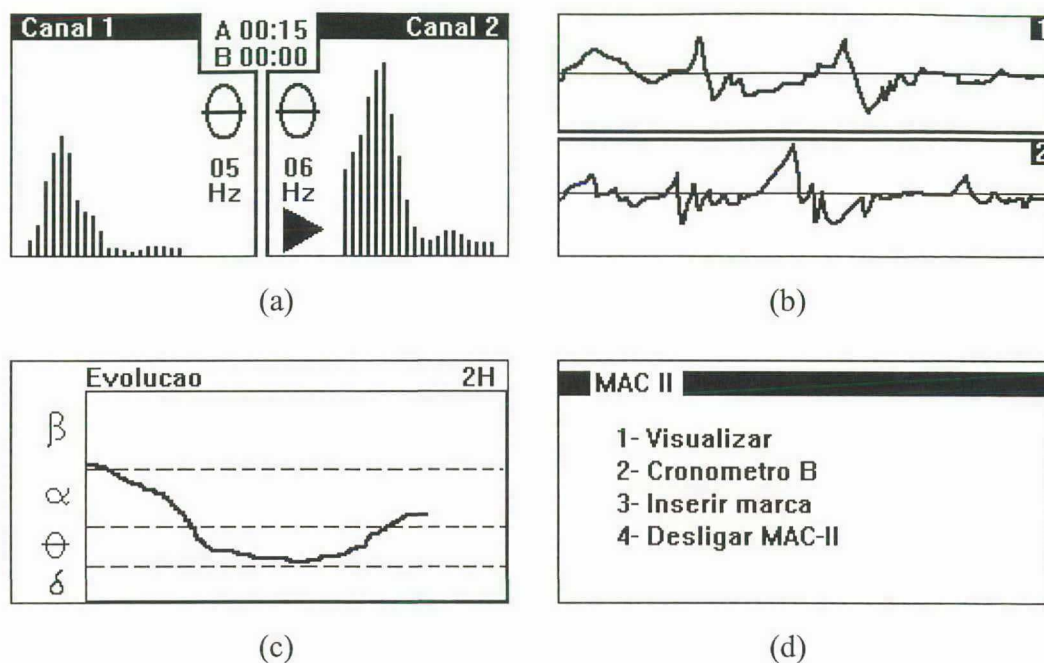 Canal 1
A 00:15
B 00:00
Canal 2
θ
θ
05
Hz
06
Hz
(a)
1
2
(b)
Evolucao 2H
β
α
θ
δ
(c)
MAC II
1- Visualizar
2- Cronometro B
3- Inserir marca
4- Desligar MAC-II
(d)